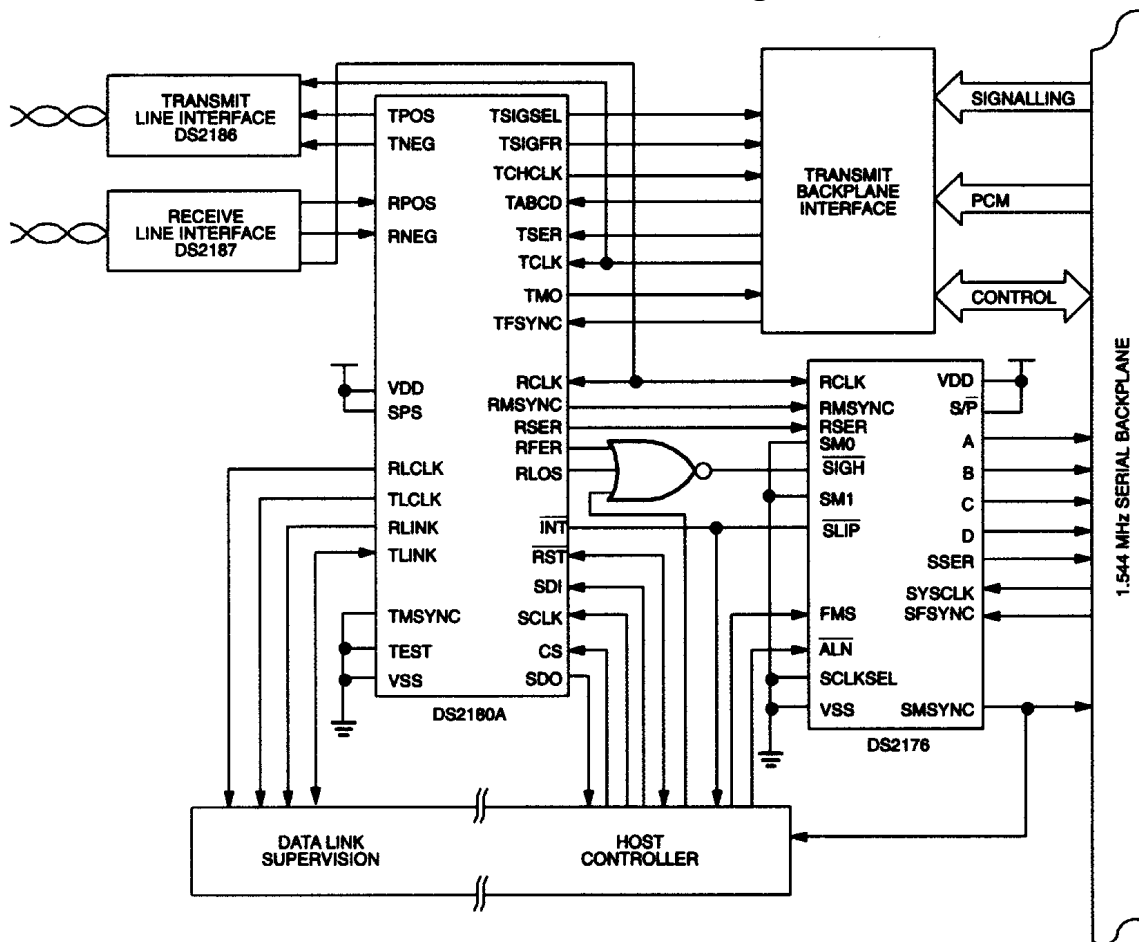 TRANSMIT
LINE INTERFACE
DS2186
RECEIVE
LINE INTERFACE
DS2187
TPOS
TNEG
RPOS
RNEG
VDD
SPS
RLCLK
TLCLK
RLINK
TLINK
TMSYNC
TEST
VSS
TSIGSEL
TSIGFR
TCHCLK
TABCD
TSER
TCLK
TMO
TFSYNC
RCLK
RMSYNC
RSER
RFER
RLOS
INT
RST
SDI
SCLK
CS
SDO
DS2180A
TRANSMIT
BACKPLANE
INTERFACE
SIGNALLING
PCM
CONTROL
RCLK
RMSYNC
RSER
SM0
SIGH
SM1
SLIP
FMS
ALN
SCLKSEL
VSS
VDD
S/P
A
B
C
D
SSER
SYSCLK
SFSYNC
SMSYNC
DS2176
1.544 MHz SERIAL BACKPLANE
DATA LINK
SUPERVISION
HOST
CONTROLLER